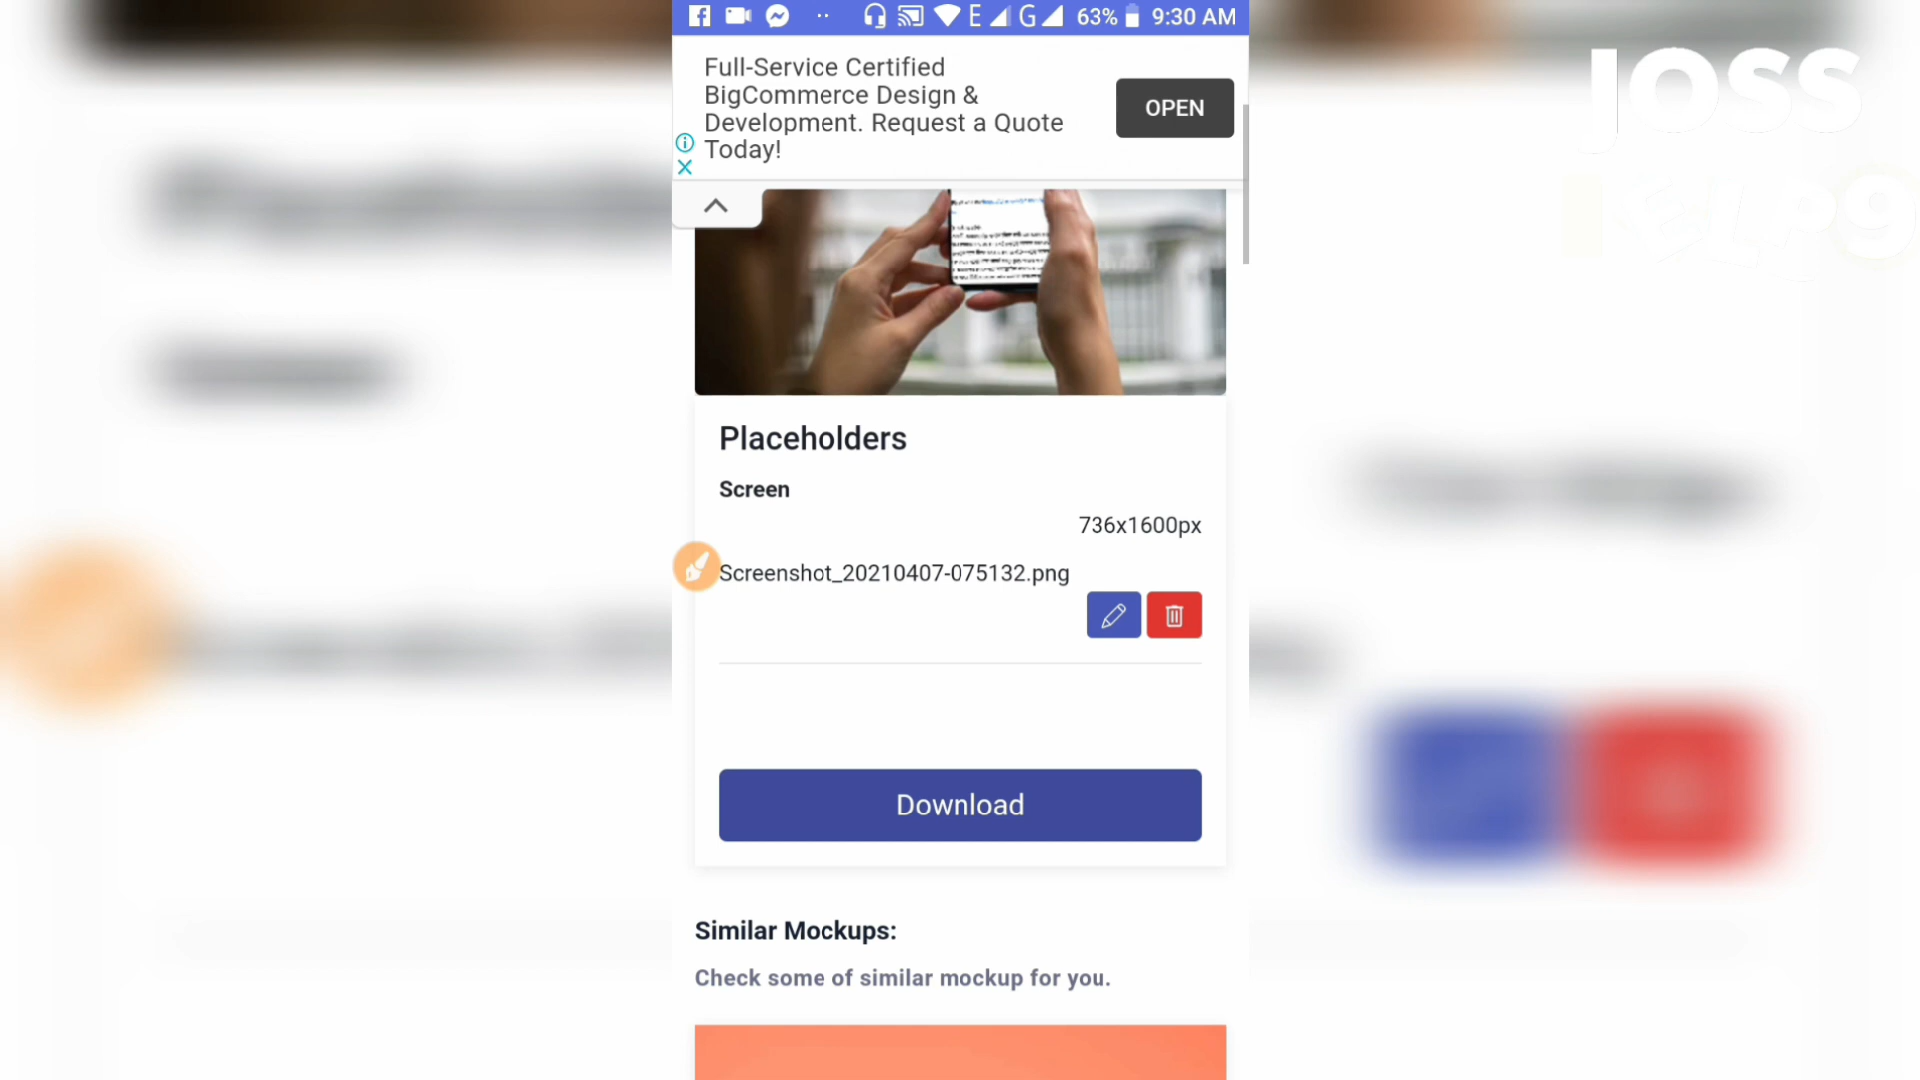 E G 63% 9:30 AM
JOSS
Full-Service Certified
BigCommerce Design &
Development. Request a Quote
Today!
OPEN
Placeholders
Screen
736x1600px
Screenshot_20210407-075132.png
Download
Similar Mockups:
Check some of similar mockup for you.